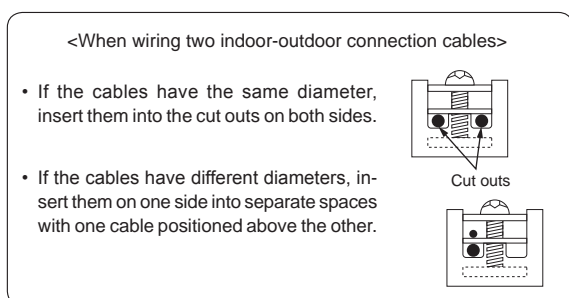 <When wiring two indoor-outdoor connection cables>
• If the cables have the same diameter,
insert them into the cut outs on both sides.
Cut outs
• If the cables have different diameters, in-
sert them on one side into separate spaces
with one cable positioned above the other.